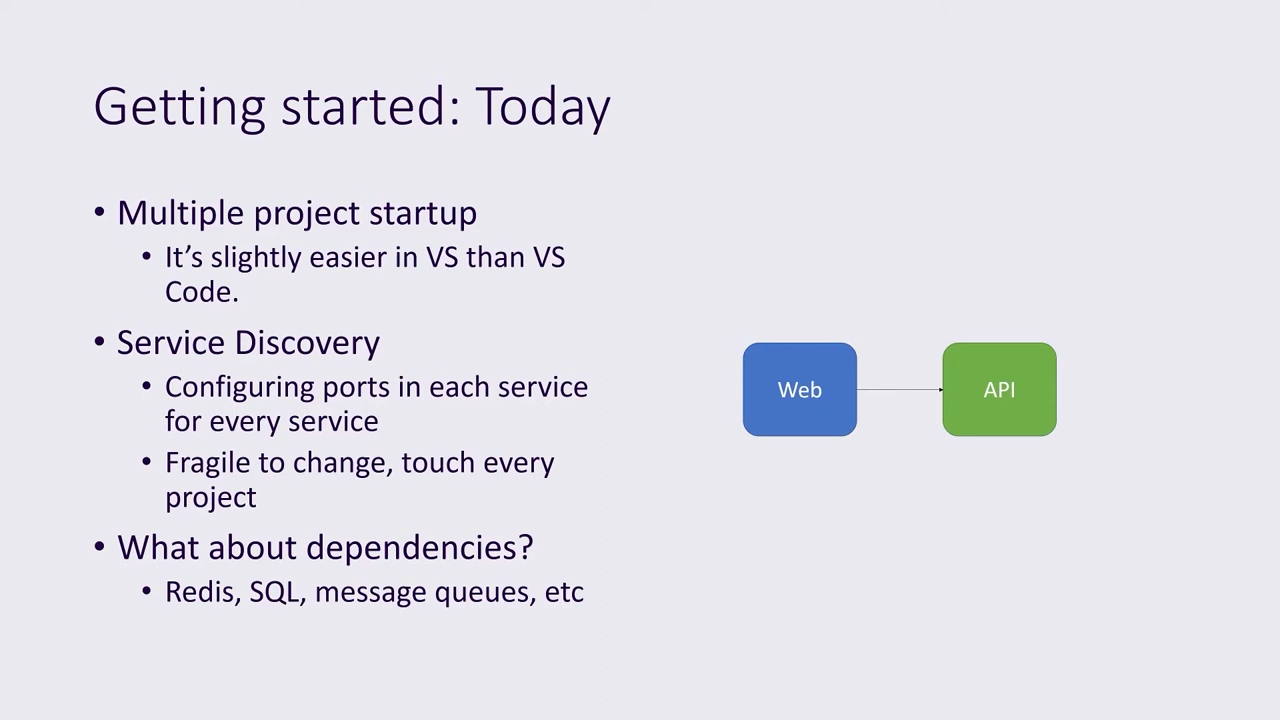 Getting started: Today
• Multiple project startup
• It’s slightly easier in VS than VS
Code.
• Service Discovery
• Configuring ports in each service
for every service
• Fragile to change, touch every
project
• What about dependencies?
• Redis, SQL, message queues, etc
Web
API